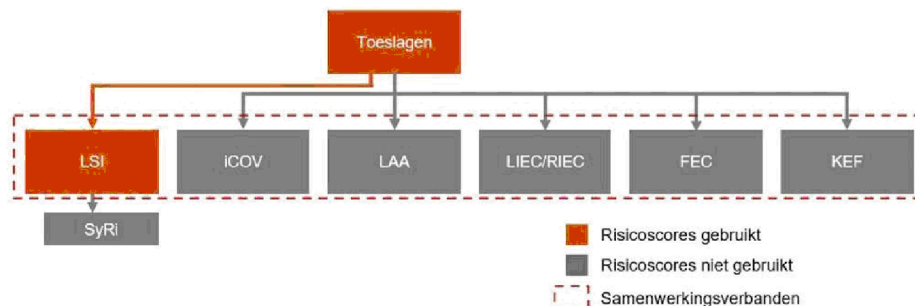 Toeslagen
LSI
iCOV
LAA
LIEC/RIEC
FEC
KEF
SyRi
Risicoscores gebruikt
Risicoscores niet gebruikt
Samenwerkingsverbanden